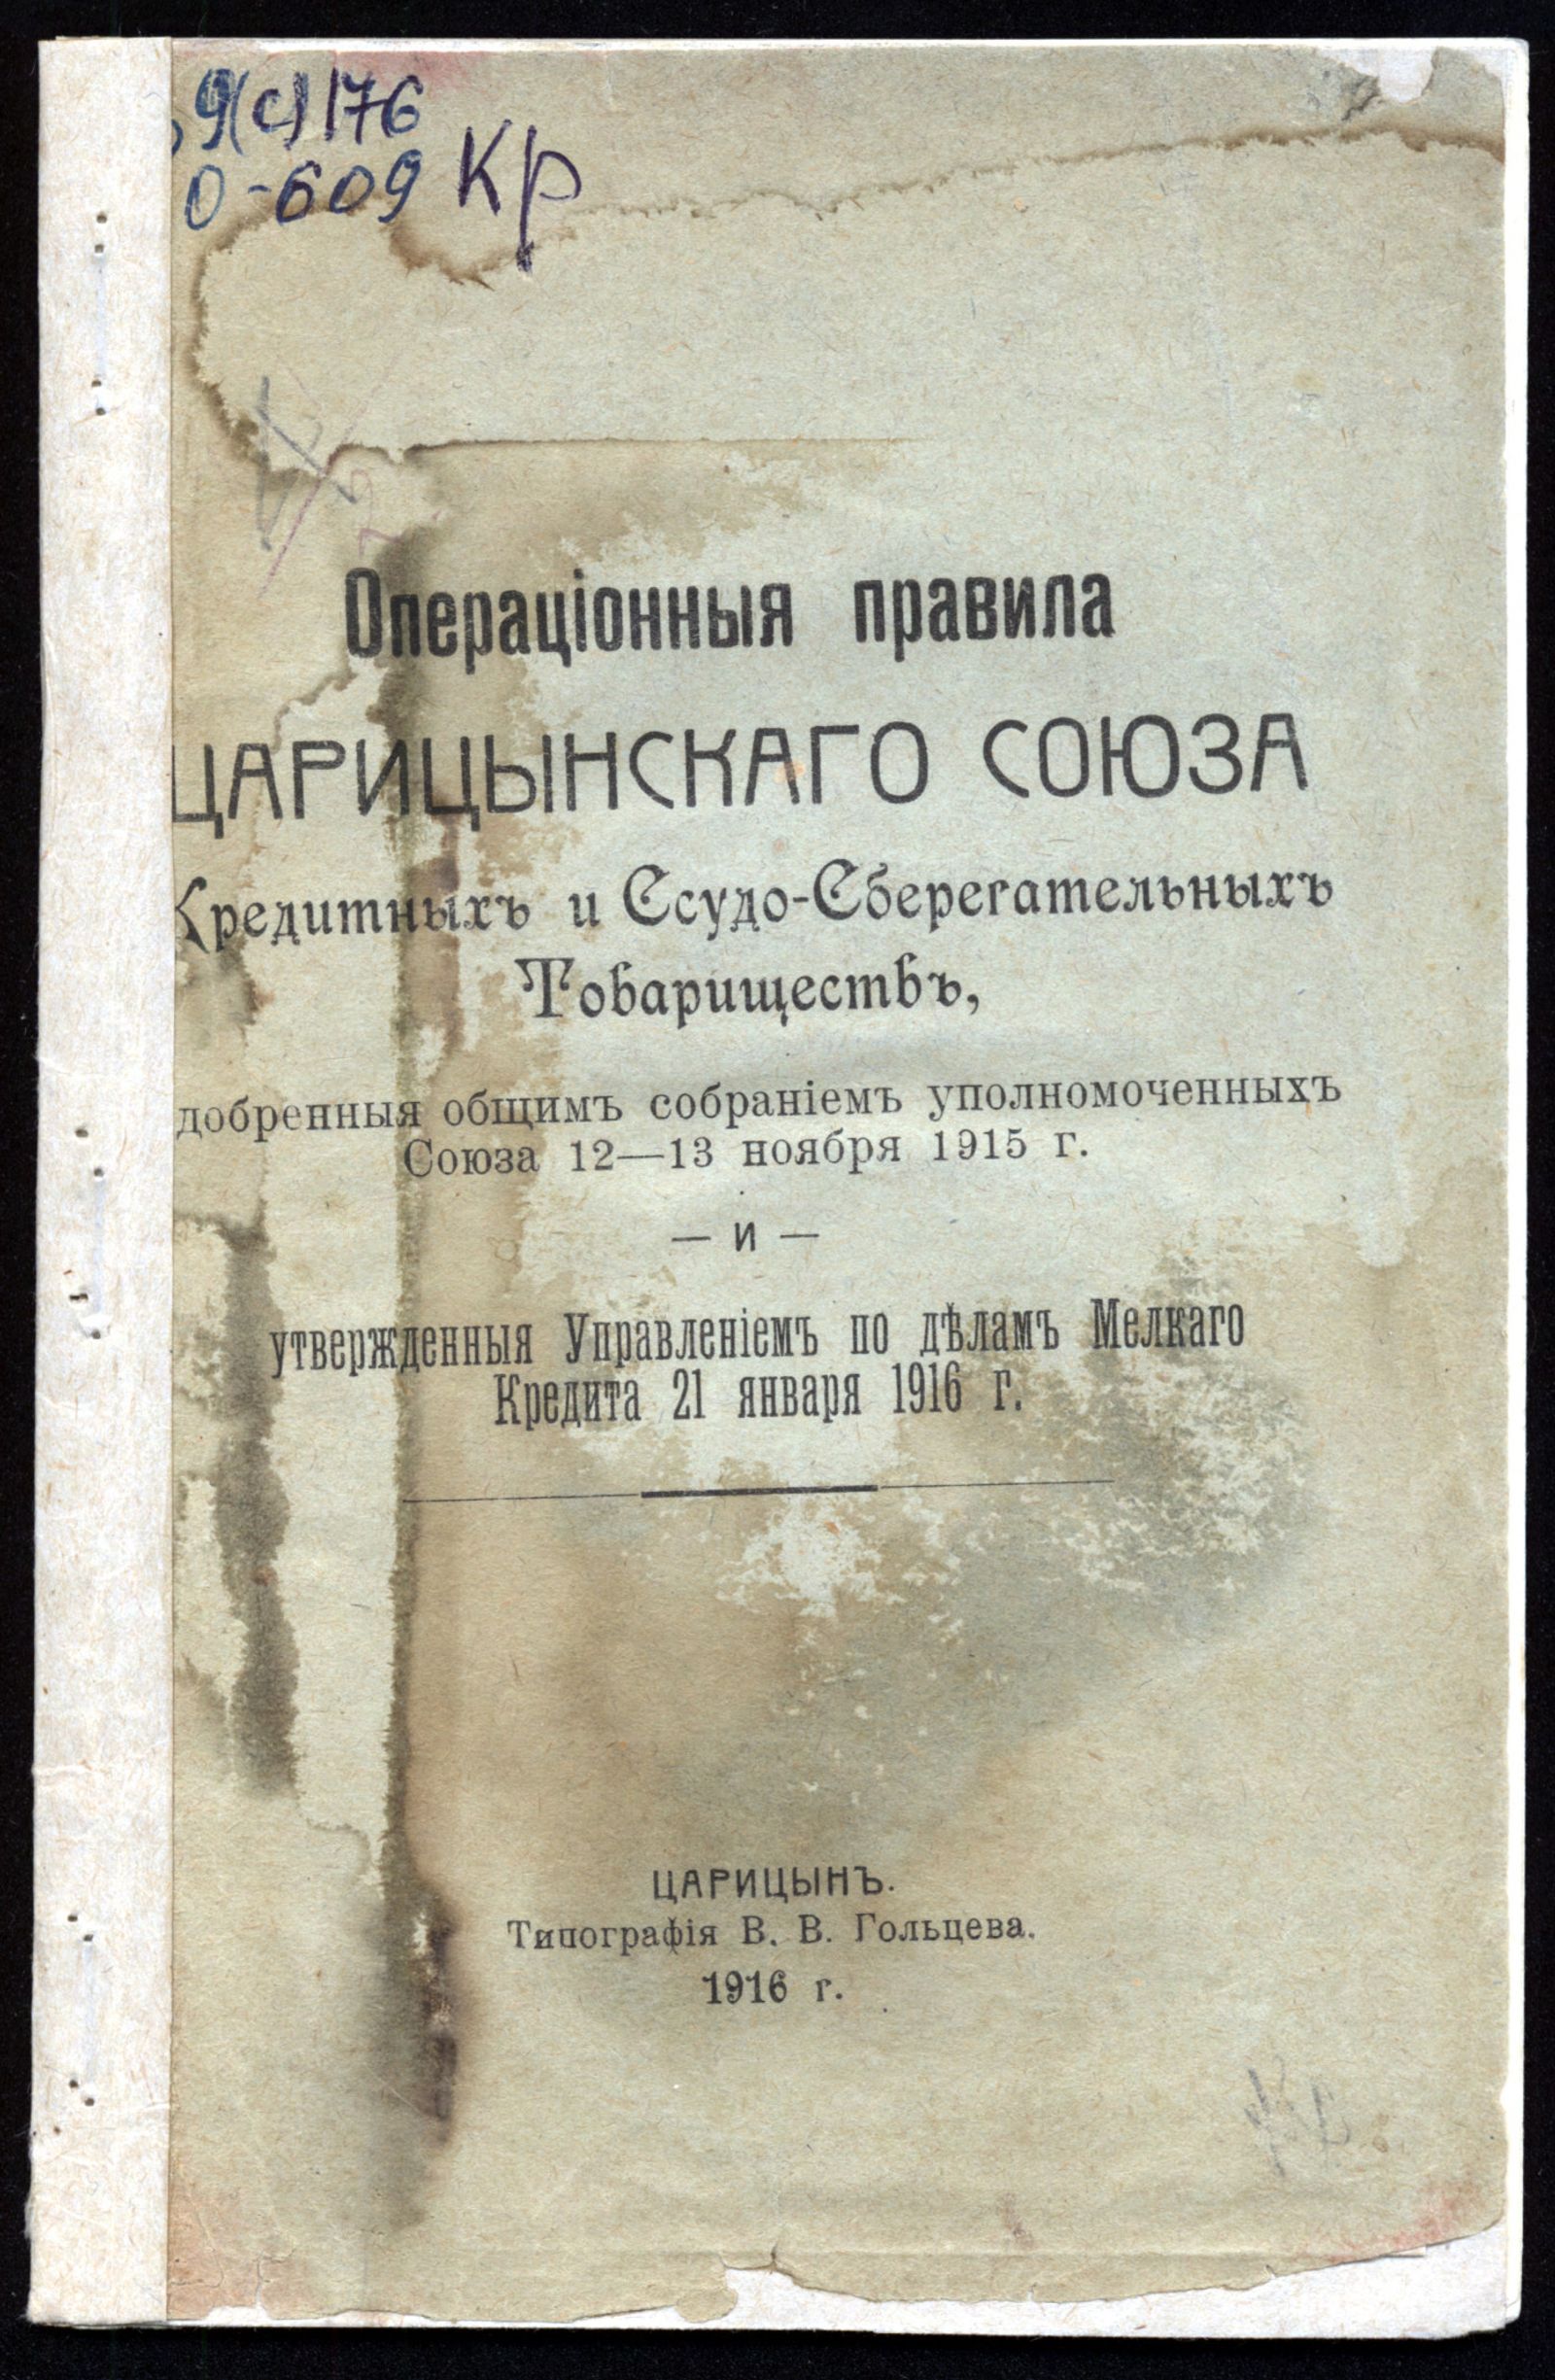 9(с)176
0-609 Кр
Операціонныя правила
ЦАРИЦЫНСКАГО СОЮЗА
Кредитныхъ и Ссудо-Сберегательныхъ
Товариществъ,
добренныя общимъ собраніемъ уполномоченныхъ
Союза 12—13 ноября 1915 г.
— и —
утвержденныя Управленіемъ по дѣламъ Мелкаго
Кредита 21 января 1916 г.
ЦАРИЦЫНЪ.
Типографія В. В. Гольцева.
1916 г.